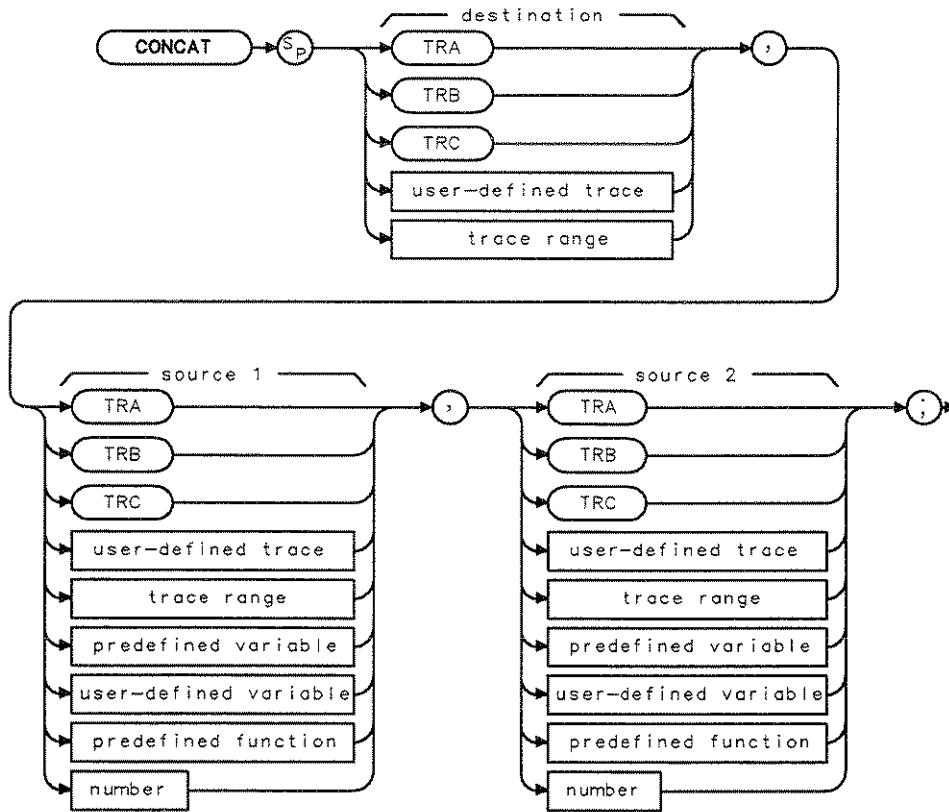 destination
CONCAT SP TRA ,
TRB
TRC
user-defined trace
trace range
source 1
TRA ,
TRB
TRC
user-defined trace
trace range
predefined variable
user-defined variable
predefined function
number
source 2
TRA ;
TRB
TRC
user-defined trace
trace range
predefined variable
user-defined variable
predefined function
number